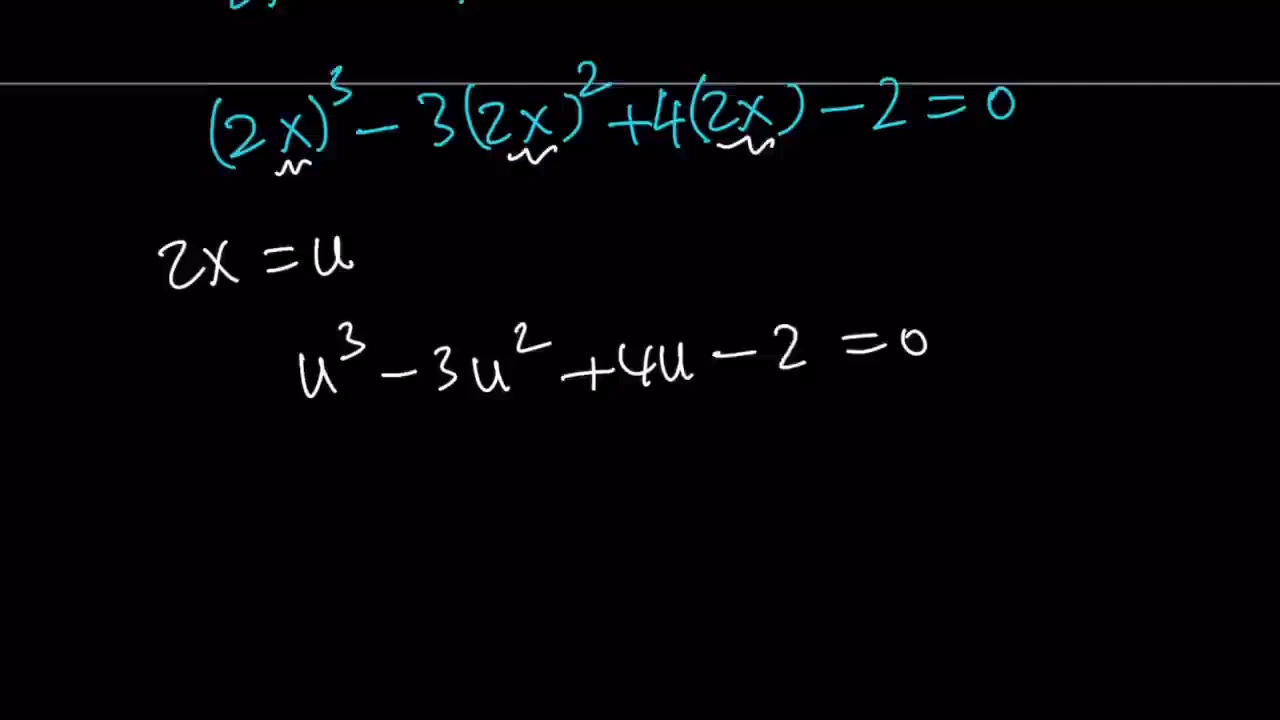 (2x)³ − 3(2x)² + 4(2x) − 2 = 0
2x = u
u³ − 3u² + 4u − 2 = 0